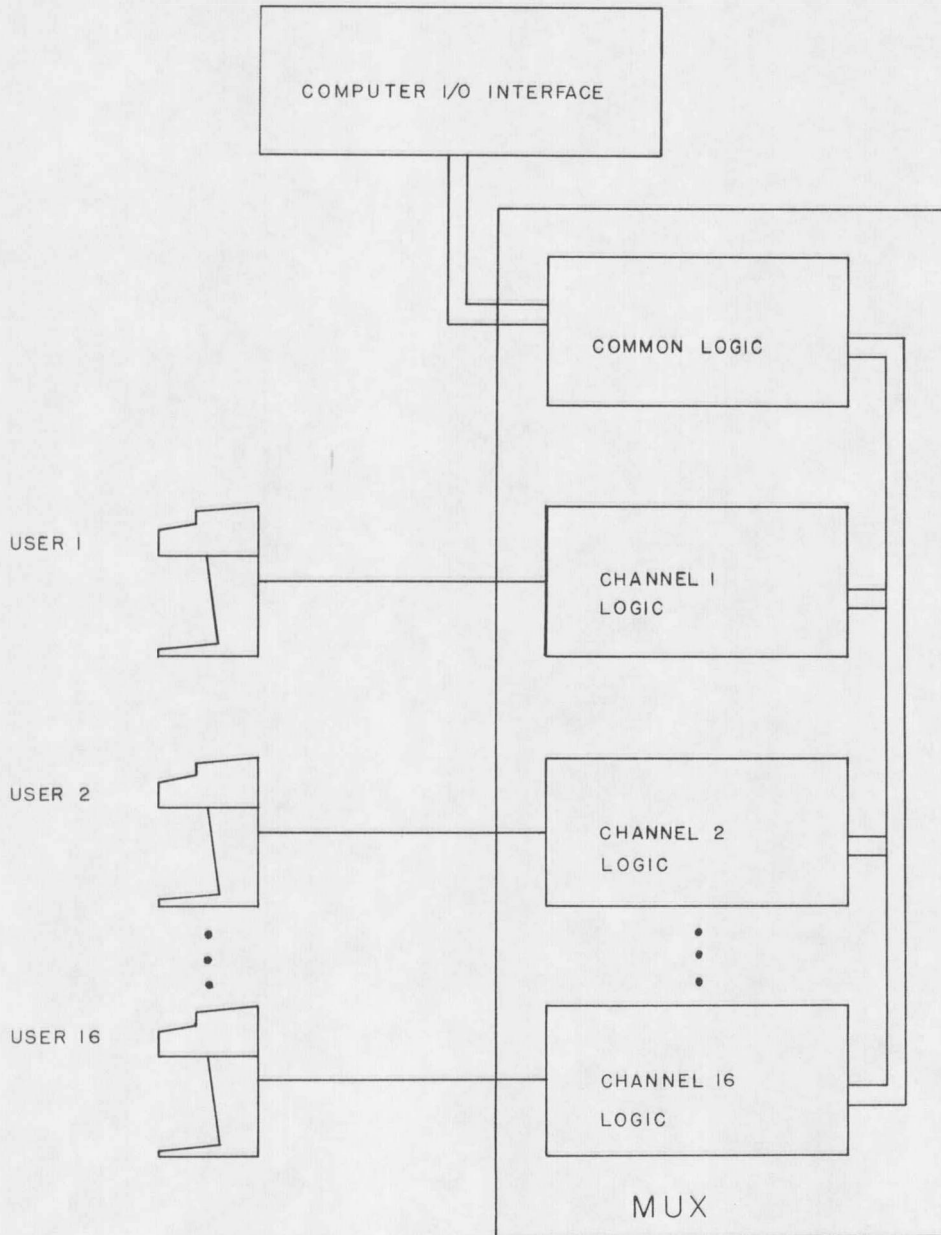 COMPUTER I/O INTERFACE
COMMON LOGIC
USER 1
CHANNEL 1
LOGIC
USER 2
CHANNEL 2
LOGIC
USER 16
CHANNEL 16
LOGIC
MUX